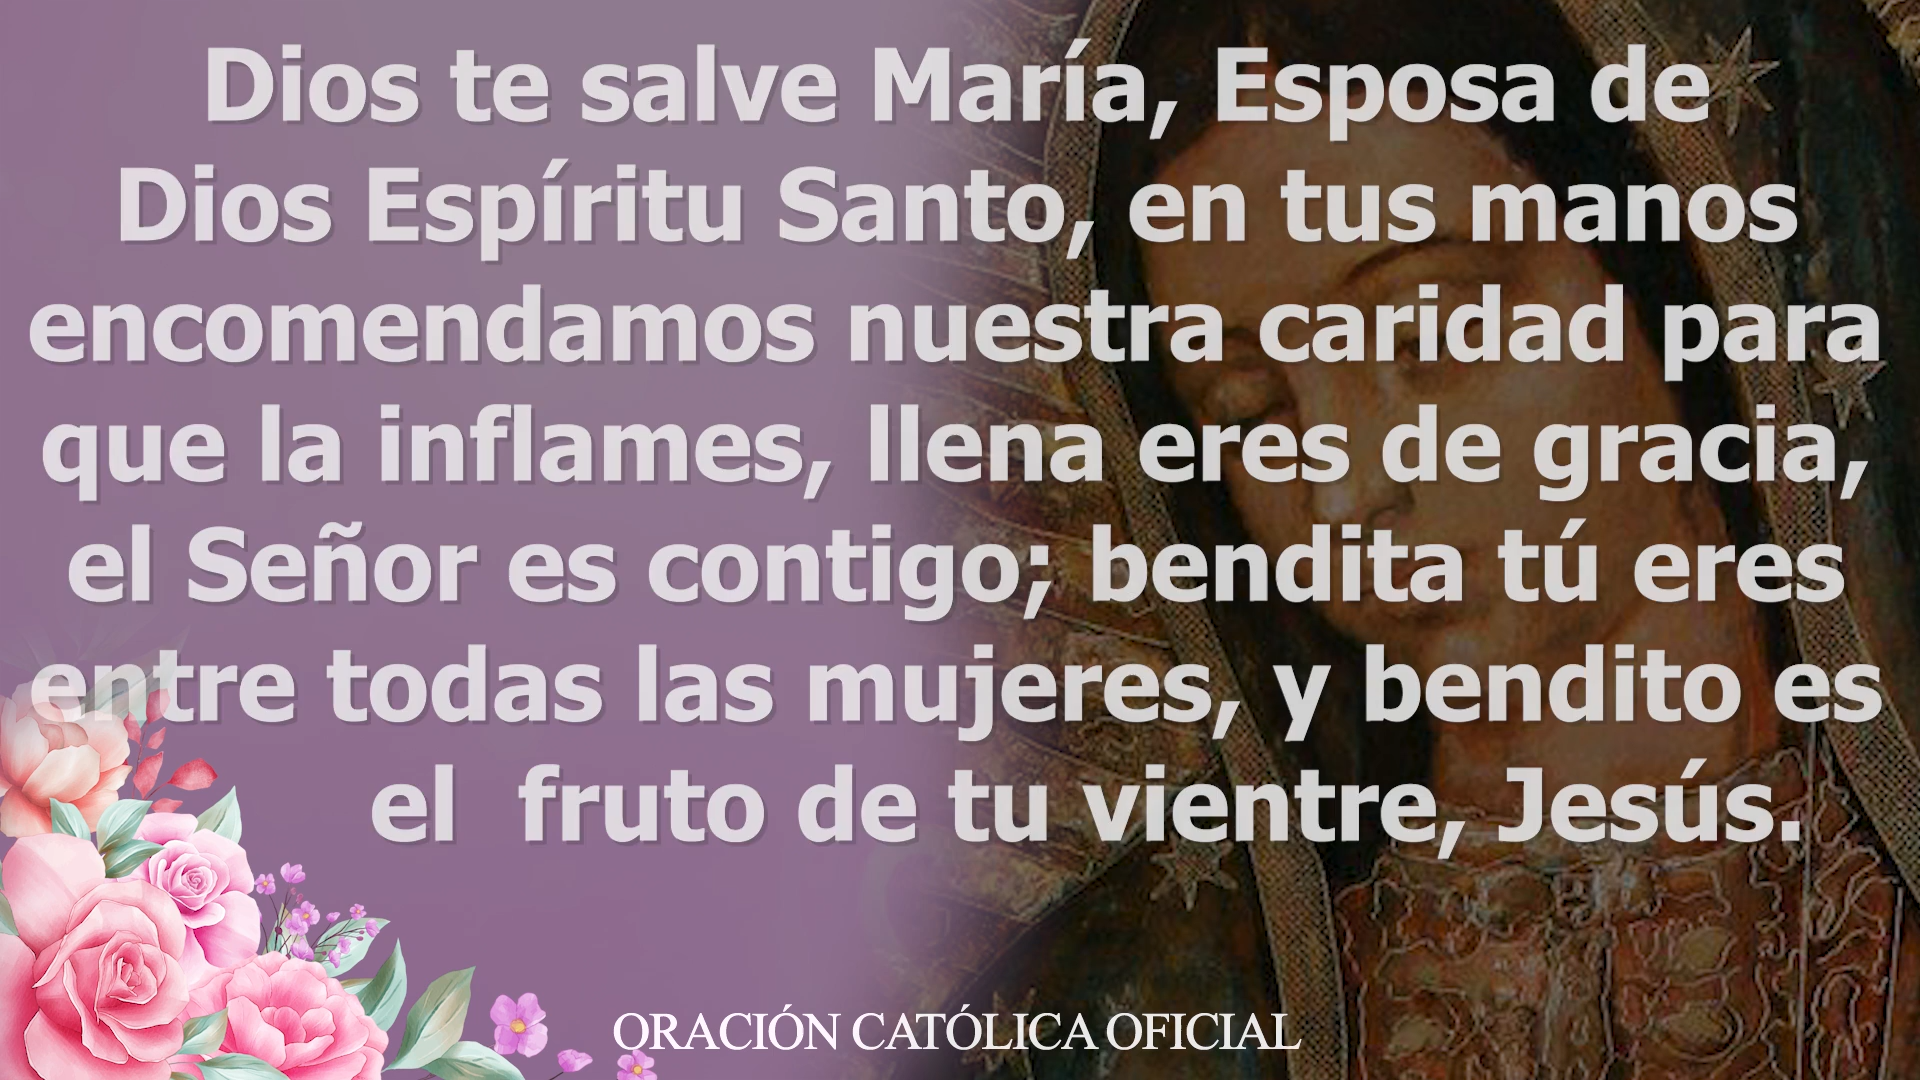 Dios te salve María, Esposa de
Dios Espíritu Santo, en tus manos
encomendamos nuestra caridad para
que la inflames, llena eres de gracia,
el Señor es contigo; bendita tú eres
entre todas las mujeres, y bendito es
el fruto de tu vientre, Jesús.
ORACIÓN CATÓLICA OFICIAL